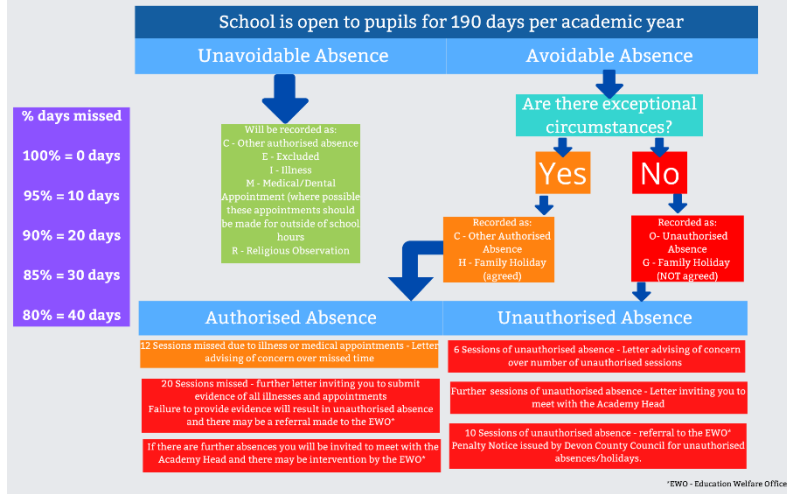 School is open to pupils for 190 days per academic year
Unavoidable Absence
Avoidable Absence
% days missed
100% = 0 days
95% = 10 days
90% = 20 days
85% = 30 days
80% = 40 days
Will be recorded as:
C - Other authorised absence
E - Excluded
I - Illness
M - Medical/Dental
Appointment (where possible
these appointments should
be made for outside of school
hours
R - Religious Observation
Are there exceptional
circumstances?
Yes
No
Recorded as:
C - Other Authorised
Absence
H - Family Holiday
(agreed)
Recorded as:
O- Unauthorised
Absence
G - Family Holiday
(NOT agreed)
Authorised Absence
12 Sessions missed due to illness or medical appointments - Letter
advising of concern over missed time
20 Sessions missed - further letter inviting you to submit
evidence of all illnesses and appointments
Failure to provide evidence will result in unauthorised absence
and there may be a referral made to the EWO*
If there are further absences you will be invited to meet with the
Academy Head and there may be intervention by the EWO*
Unauthorised Absence
6 Sessions of unauthorised absence - Letter advising of concern
over number of unauthorised sessions
Further sessions of unauthorised absence - Letter inviting you to
meet with the Academy Head
10 Sessions of unauthorised absence - referral to the EWO*
Penalty Notice issued by Devon County Council for unauthorised
absences/holidays.
*EWO - Education Welfare Office